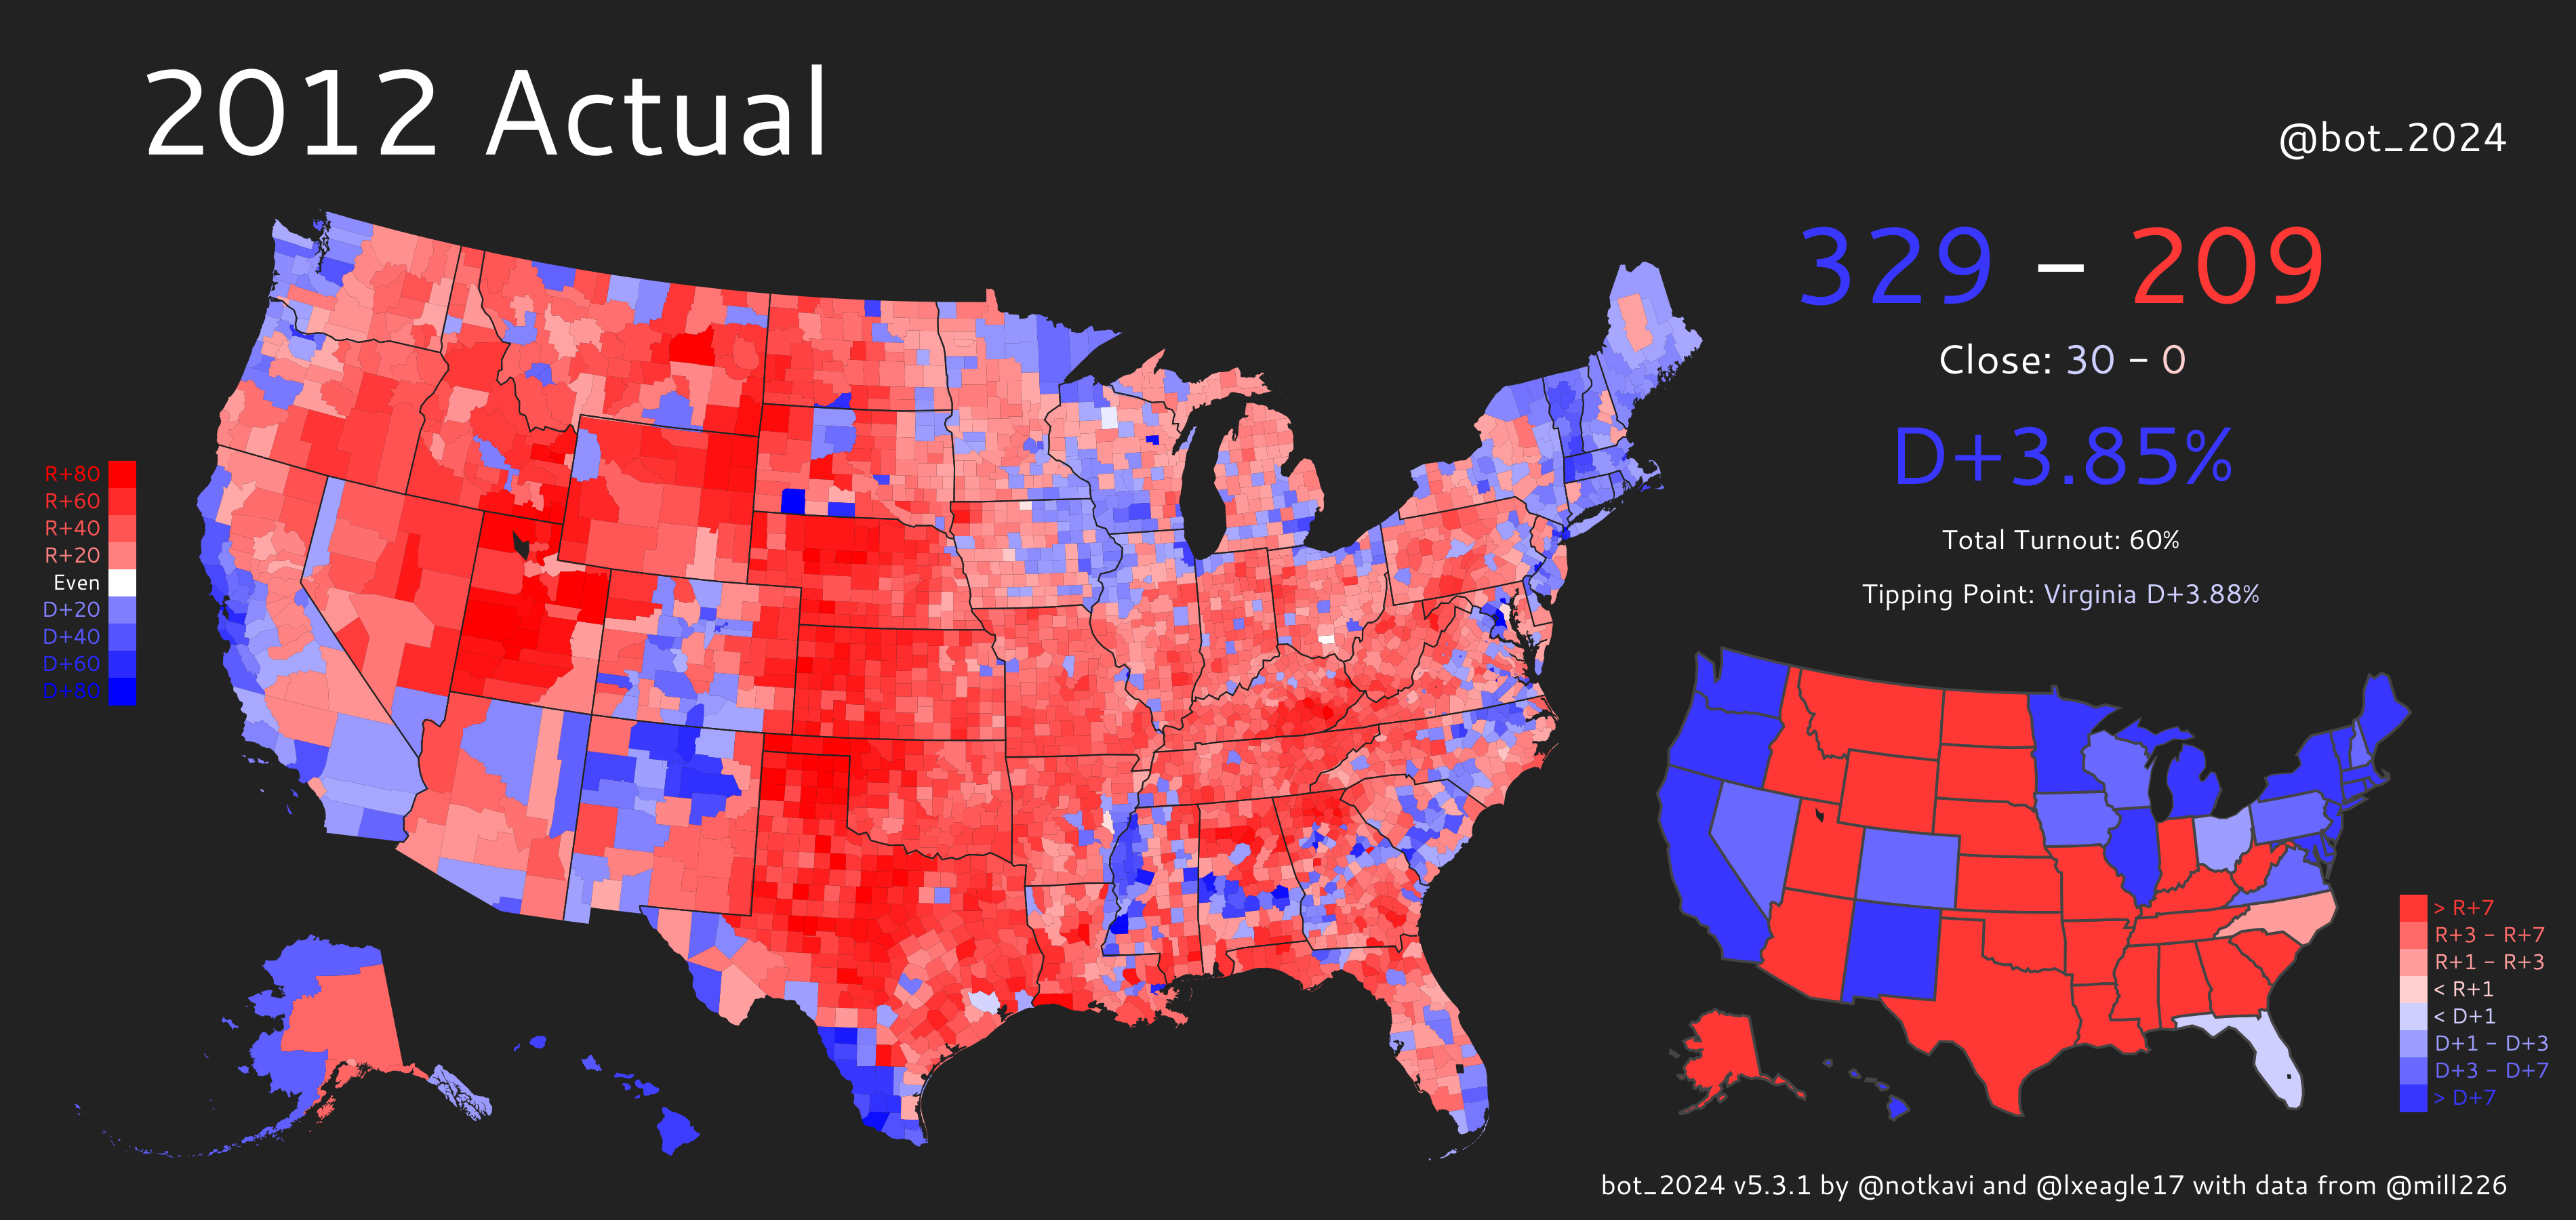 2012 Actual
@bot_2024
329 – 209
Close: 30 – 0
D+3.85%
Total Turnout: 60%
Tipping Point: Virginia D+3.88%
R+80
R+60
R+40
R+20
Even
D+20
D+40
D+60
D+80
> R+7
R+3 – R+7
R+1 – R+3
< R+1
< D+1
D+1 – D+3
D+3 – D+7
> D+7
bot_2024 v5.3.1 by @notkavi and @lxeagle17 with data from @mill226